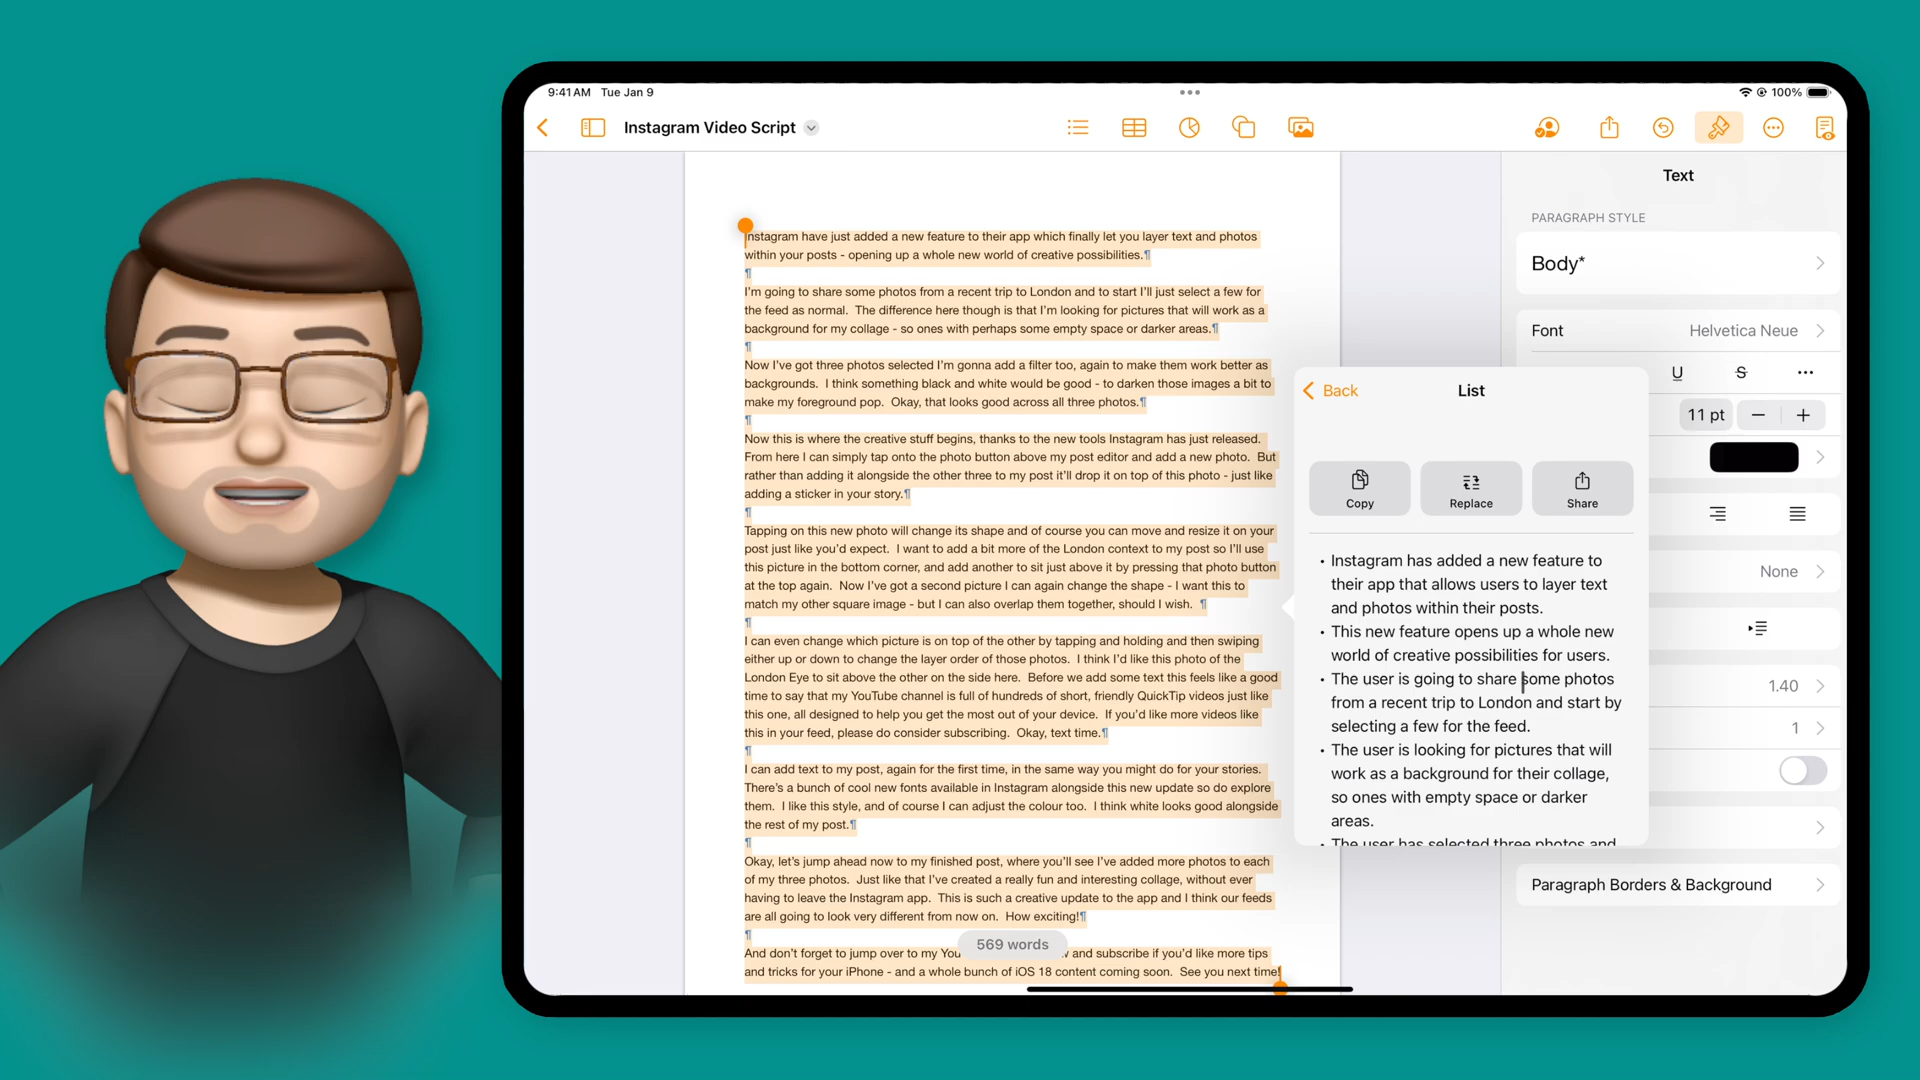 9:41 AM Tue Jan 9
100%
Instagram Video Script
Instagram have just added a new feature to their app which finally let you layer text and photos
within your posts - opening up a whole new world of creative possibilities.¶
¶
I'm going to share some photos from a recent trip to London and to start I'll just select a few for
the feed as normal. The difference here though is that I'm looking for pictures that will work as a
background for my collage - so ones with perhaps some empty space or darker areas.¶
¶
Now I've got three photos selected I'm gonna add a filter too, again to make them work better as
backgrounds. I think something black and white would be good - to darken those images a bit to
make my foreground pop. Okay, that looks good across all three photos.¶
¶
Now this is where the creative stuff begins, thanks to the new tools Instagram has just released.
From here I can simply tap onto the photo button above my post editor and add a new photo. But
rather than adding it alongside the other three to my post it'll drop it on top of this photo - just like
adding a sticker in your story.¶
¶
Tapping on this new photo will change its shape and of course you can move and resize it on your
post just like you'd expect. I want to add a bit more of the London context to my post so I'll use
this picture in the bottom corner, and add another to sit just above it by pressing that photo button
at the top again. Now I've got a second picture I can again change the shape - I want this to
match my other square image - but I can also overlap them together, should I wish. ¶
¶
I can even change which picture is on top of the other by tapping and holding and then swiping
either up or down to change the layer order of those photos. I think I'd like this photo of the
London Eye to sit above the other on the side here. Before we add some text this feels like a good
time to say that my YouTube channel is full of hundreds of short, friendly QuickTip videos just like
this one, all designed to help you get the most out of your device. If you'd like more videos like
this in your feed, please do consider subscribing. Okay, text time.¶
¶
I can add text to my post, again for the first time, in the same way you might do for your stories.
There's a bunch of cool new fonts available in Instagram alongside this new update so do explore
them. I like this style, and of course I can adjust the colour too. I think white looks good alongside
the rest of my post.¶
¶
Okay, let's jump ahead now to my finished post, where you'll see I've added more photos to each
of my three photos. Just like that I've created a really fun and interesting collage, without ever
having to leave the Instagram app. This is such a creative update to the app and I think our feeds
are all going to look very different from now on. How exciting!¶
¶
And don't forget to jump over to my You and subscribe if you'd like more tips
and tricks for your iPhone - and a whole bunch of iOS 18 content coming soon. See you next time!
569 words
Back
List
Copy
Replace
Share
• Instagram has added a new feature to
their app that allows users to layer text
and photos within their posts.
• This new feature opens up a whole new
world of creative possibilities for users.
• The user is going to share some photos
from a recent trip to London and start by
selecting a few for the feed.
• The user is looking for pictures that will
work as a background for their collage,
so ones with empty space or darker
areas.
• The user has selected three photos and
Text
PARAGRAPH STYLE
Body*
Font Helvetica Neue
U S
11 pt
None
1.40
1
Paragraph Borders & Background